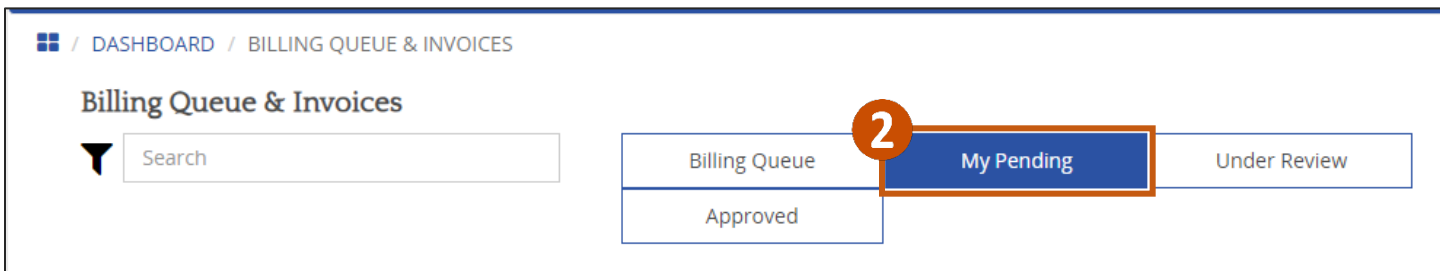 / DASHBOARD / BILLING QUEUE & INVOICES
Billing Queue & Invoices
Search
2
Billing Queue My Pending Under Review
Approved